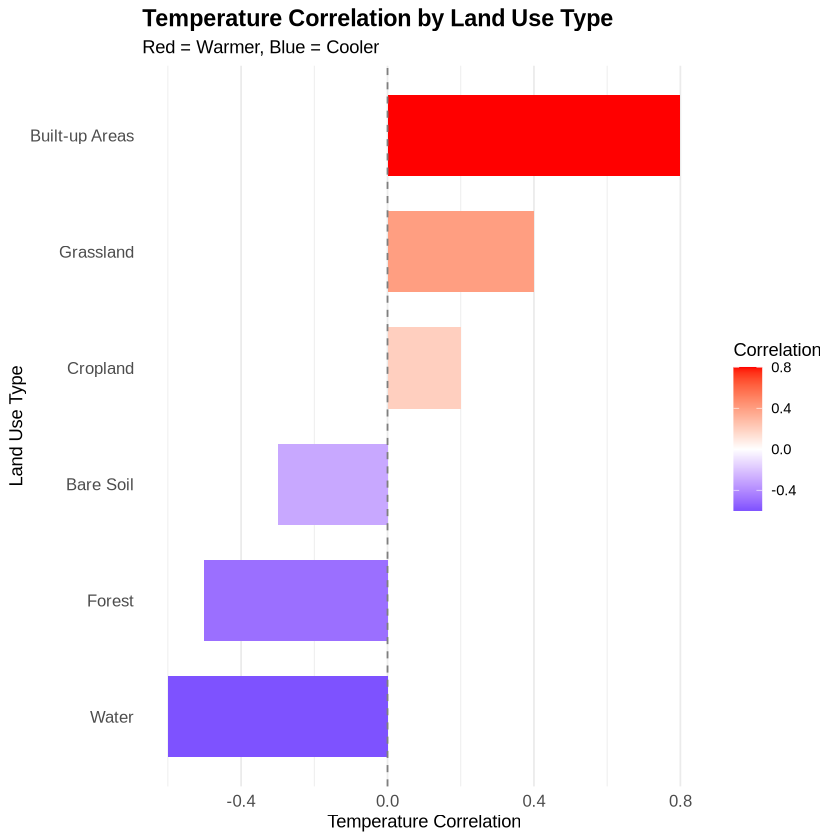 Temperature Correlation by Land Use Type
Red = Warmer, Blue = Cooler
Land Use Type
Built-up Areas
Grassland
Cropland
Bare Soil
Forest
Water
-0.4
0.0
0.4
0.8
Temperature Correlation
Correlation
0.8
0.4
0.0
-0.4